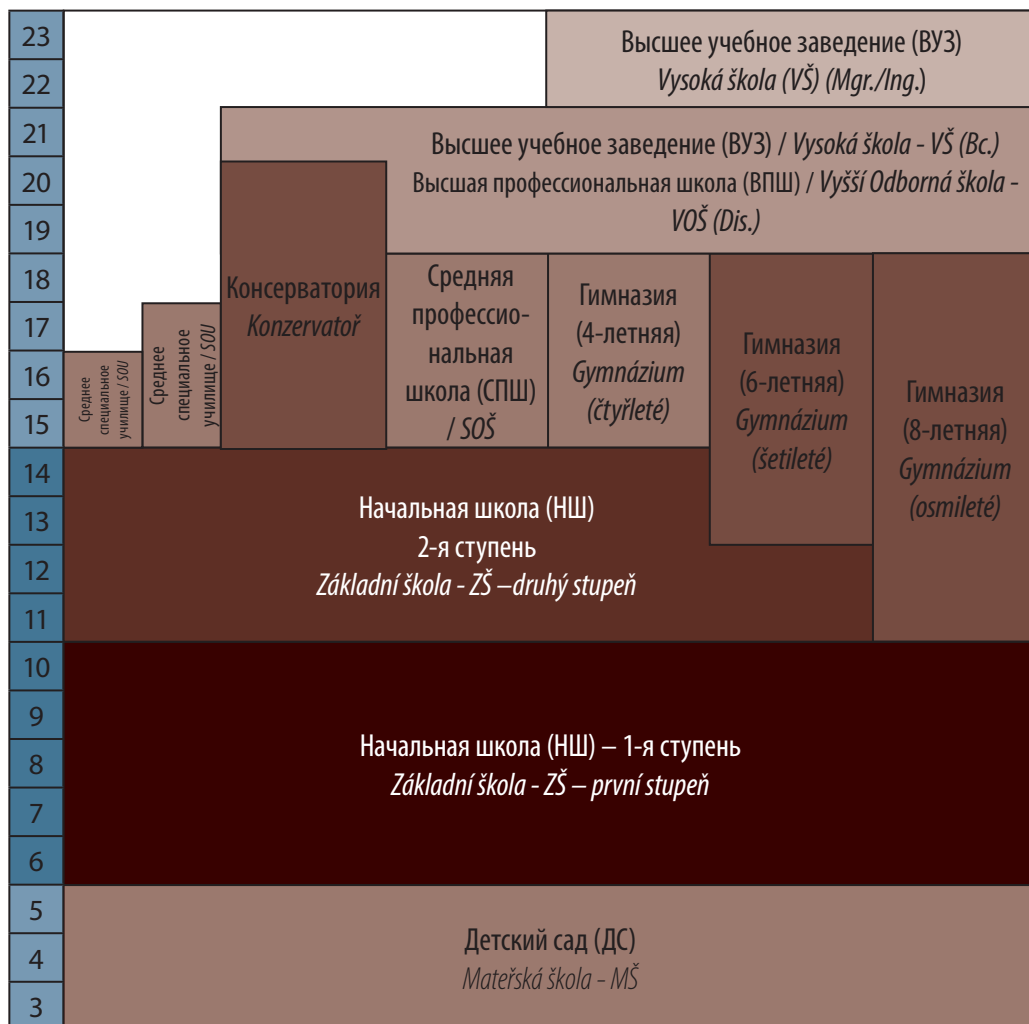 23
22
21
20
19
18
17
16
15
14
13
12
11
10
9
8
7
6
5
4
3
Высшее учебное заведение (ВУЗ)
Vysoká škola (VŠ) (Mgr./Ing.)
Высшее учебное заведение (ВУЗ) / Vysoká škola - VŠ (Bc.)
Высшая профессиональная школа (ВПШ) / Vyšší Odborná škola -
VOŠ (Dis.)
Среднее
специальное
училище / SOU
Среднее
специальное
училище / SOU
Консерватория
Konzervatoř
Средняя
профессио-
нальная
школа (СПШ)
/ SOŠ
Гимназия
(4-летняя)
Gymnázium
(čtyřleté)
Гимназия
(6-летняя)
Gymnázium
(šetileté)
Гимназия
(8-летняя)
Gymnázium
(osmileté)
Начальная школа (НШ)
2-я ступень
Základní škola - ZŠ –druhý stupeň
Начальная школа (НШ) – 1-я ступень
Základní škola - ZŠ – první stupeň
Детский сад (ДС)
Mateřská škola - MŠ